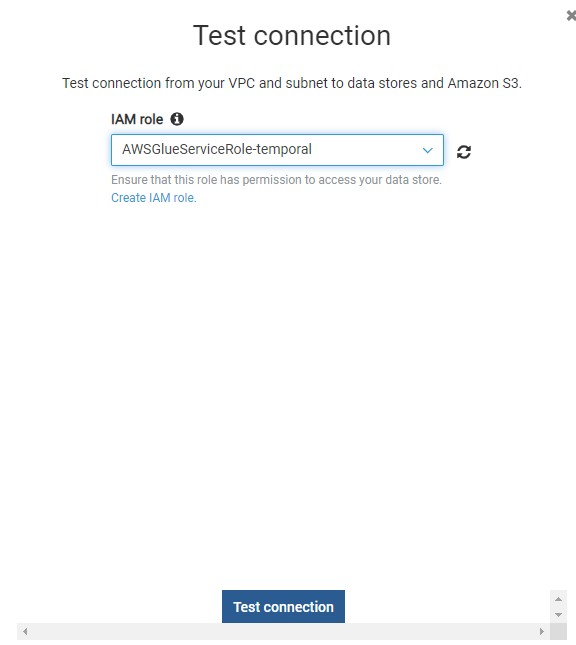 Test connection
Test connection from your VPC and subnet to data stores and Amazon S3.
IAM role
AWSGlueServiceRole-temporal
Ensure that this role has permission to access your data store.
Create IAM role.
Test connection